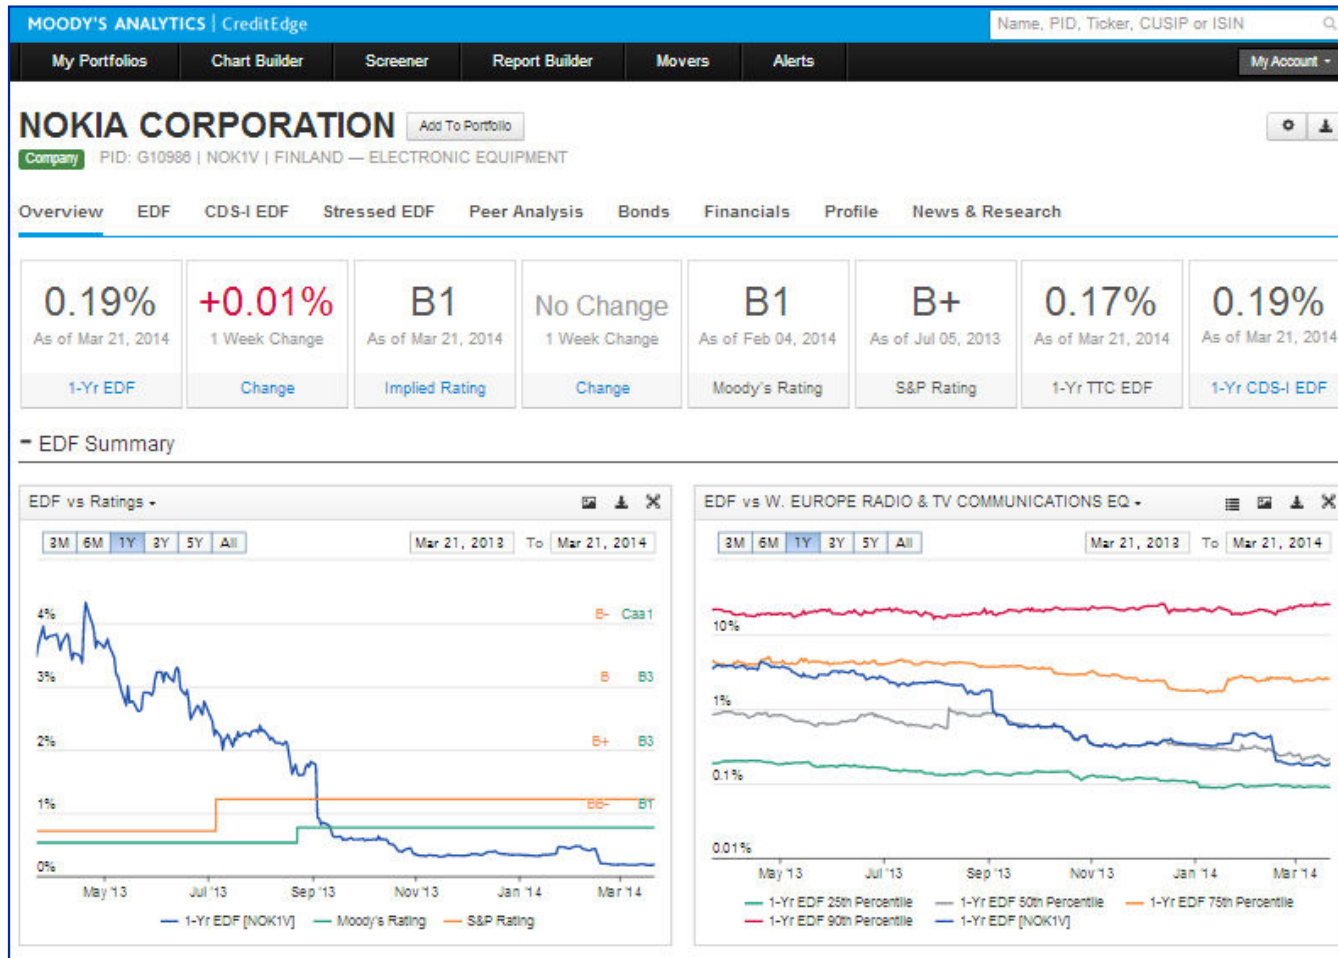 MOODY'S ANALYTICS | CreditEdge
Name, PID, Ticker, CUSIP or ISIN
My Portfolios Chart Builder Screener Report Builder Movers Alerts My Account
NOKIA CORPORATION Add To Portfolio
Company PID: G10986 | NOK1V | FINLAND — ELECTRONIC EQUIPMENT
Overview EDF CDS-I EDF Stressed EDF Peer Analysis Bonds Financials Profile News & Research
0.19% +0.01% B1 No Change B1 B+ 0.17% 0.19%
As of Mar 21, 2014 1 Week Change As of Mar 21, 2014 1 Week Change As of Feb 04, 2014 As of Jul 05, 2013 As of Mar 21, 2014 As of Mar 21, 2014
1-Yr EDF Change Implied Rating Change Moody's Rating S&P Rating 1-Yr TTC EDF 1-Yr CDS-I EDF
– EDF Summary
EDF vs Ratings
3M 6M 1Y 3Y 5Y All Mar 21, 2013 To Mar 21, 2014
4% B- Caa1
3% B B3
2% B+ B3
1% BB- B1
0%
May '13 Jul '13 Sep '13 Nov '13 Jan '14 Mar '14
1-Yr EDF [NOK1V] Moody's Rating S&P Rating
EDF vs W. EUROPE RADIO & TV COMMUNICATIONS EQ
3M 6M 1Y 3Y 5Y All Mar 21, 2013 To Mar 21, 2014
10%
1%
0.1%
0.01%
May '13 Jul '13 Sep '13 Nov '13 Jan '14 Mar '14
1-Yr EDF 25th Percentile 1-Yr EDF 50th Percentile 1-Yr EDF 75th Percentile
1-Yr EDF 90th Percentile 1-Yr EDF [NOK1V]